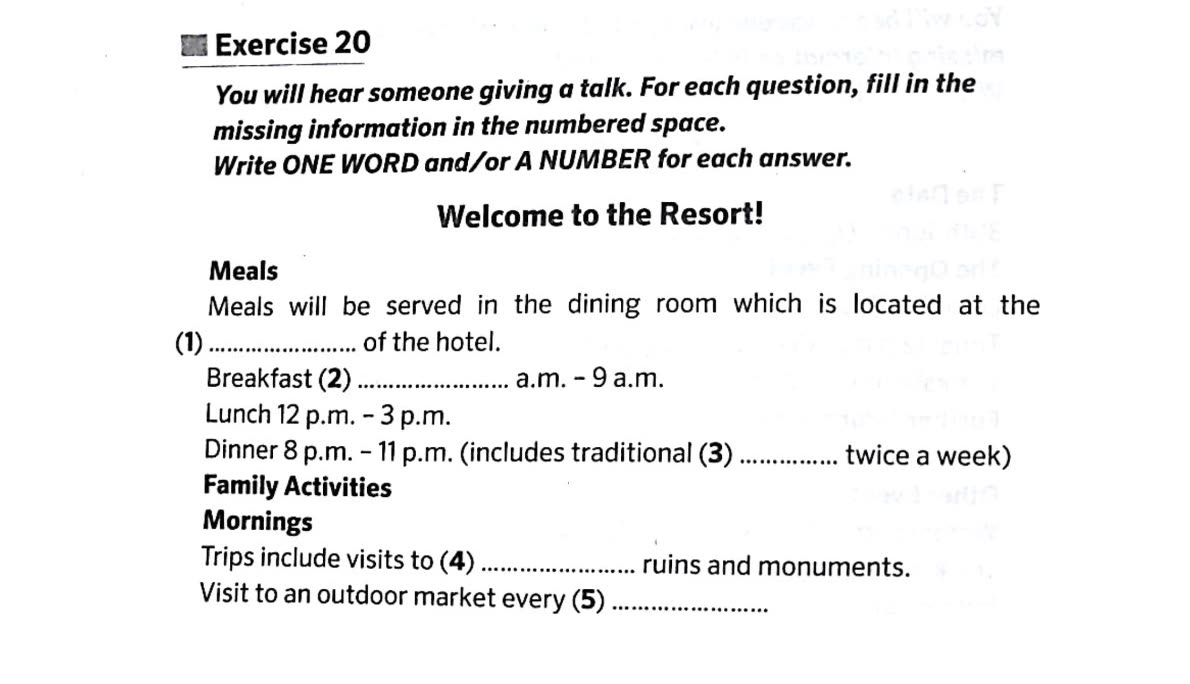 Exercise 20
You will hear someone giving a talk. For each question, fill in the
missing information in the numbered space.
Write ONE WORD and/or A NUMBER for each answer.
Welcome to the Resort!
Meals
Meals will be served in the dining room which is located at the
(1) ........................ of the hotel.
Breakfast (2) ........................ a.m. – 9 a.m.
Lunch 12 p.m. – 3 p.m.
Dinner 8 p.m. – 11 p.m. (includes traditional (3) ............... twice a week)
Family Activities
Mornings
Trips include visits to (4) ........................ ruins and monuments.
Visit to an outdoor market every (5) ........................